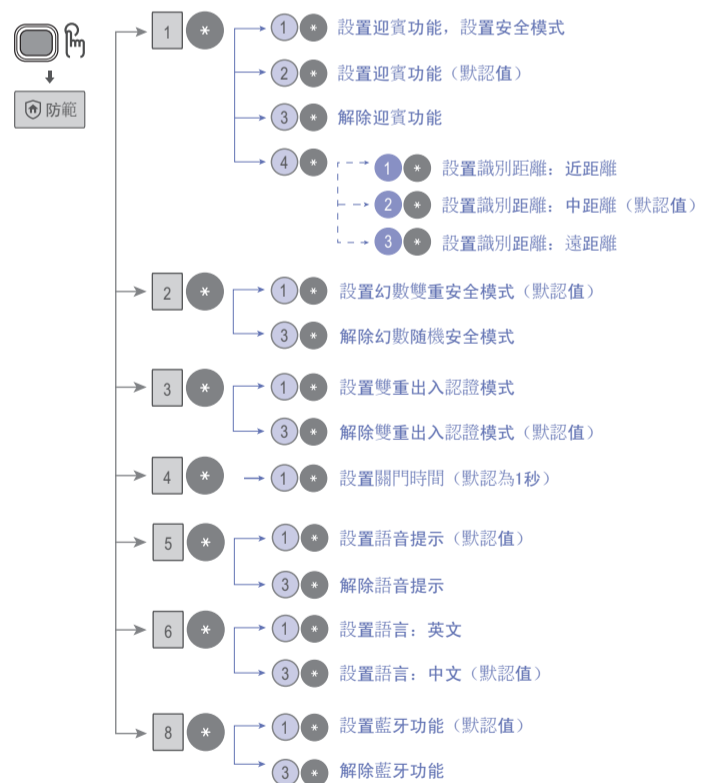 防範
1 *
1 * 設置迎賓功能，設置安全模式
2 * 設置迎賓功能（默認值）
3 * 解除迎賓功能
4 *
1 * 設置識別距離：近距離
2 * 設置識別距離：中距離（默認值）
3 * 設置識別距離：遠距離
2 *
1 * 設置幻數雙重安全模式（默認值）
3 * 解除幻數随機安全模式
3 *
1 * 設置雙重出入認證模式
3 * 解除雙重出入認證模式（默認值）
4 *
1 * 設置關門時間（默認為1秒）
5 *
1 * 設置語音提示（默認值）
3 * 解除語音提示
6 *
1 * 設置語言：英文
3 * 設置語言：中文（默認值）
8 *
1 * 設置藍牙功能（默認值）
3 * 解除藍牙功能